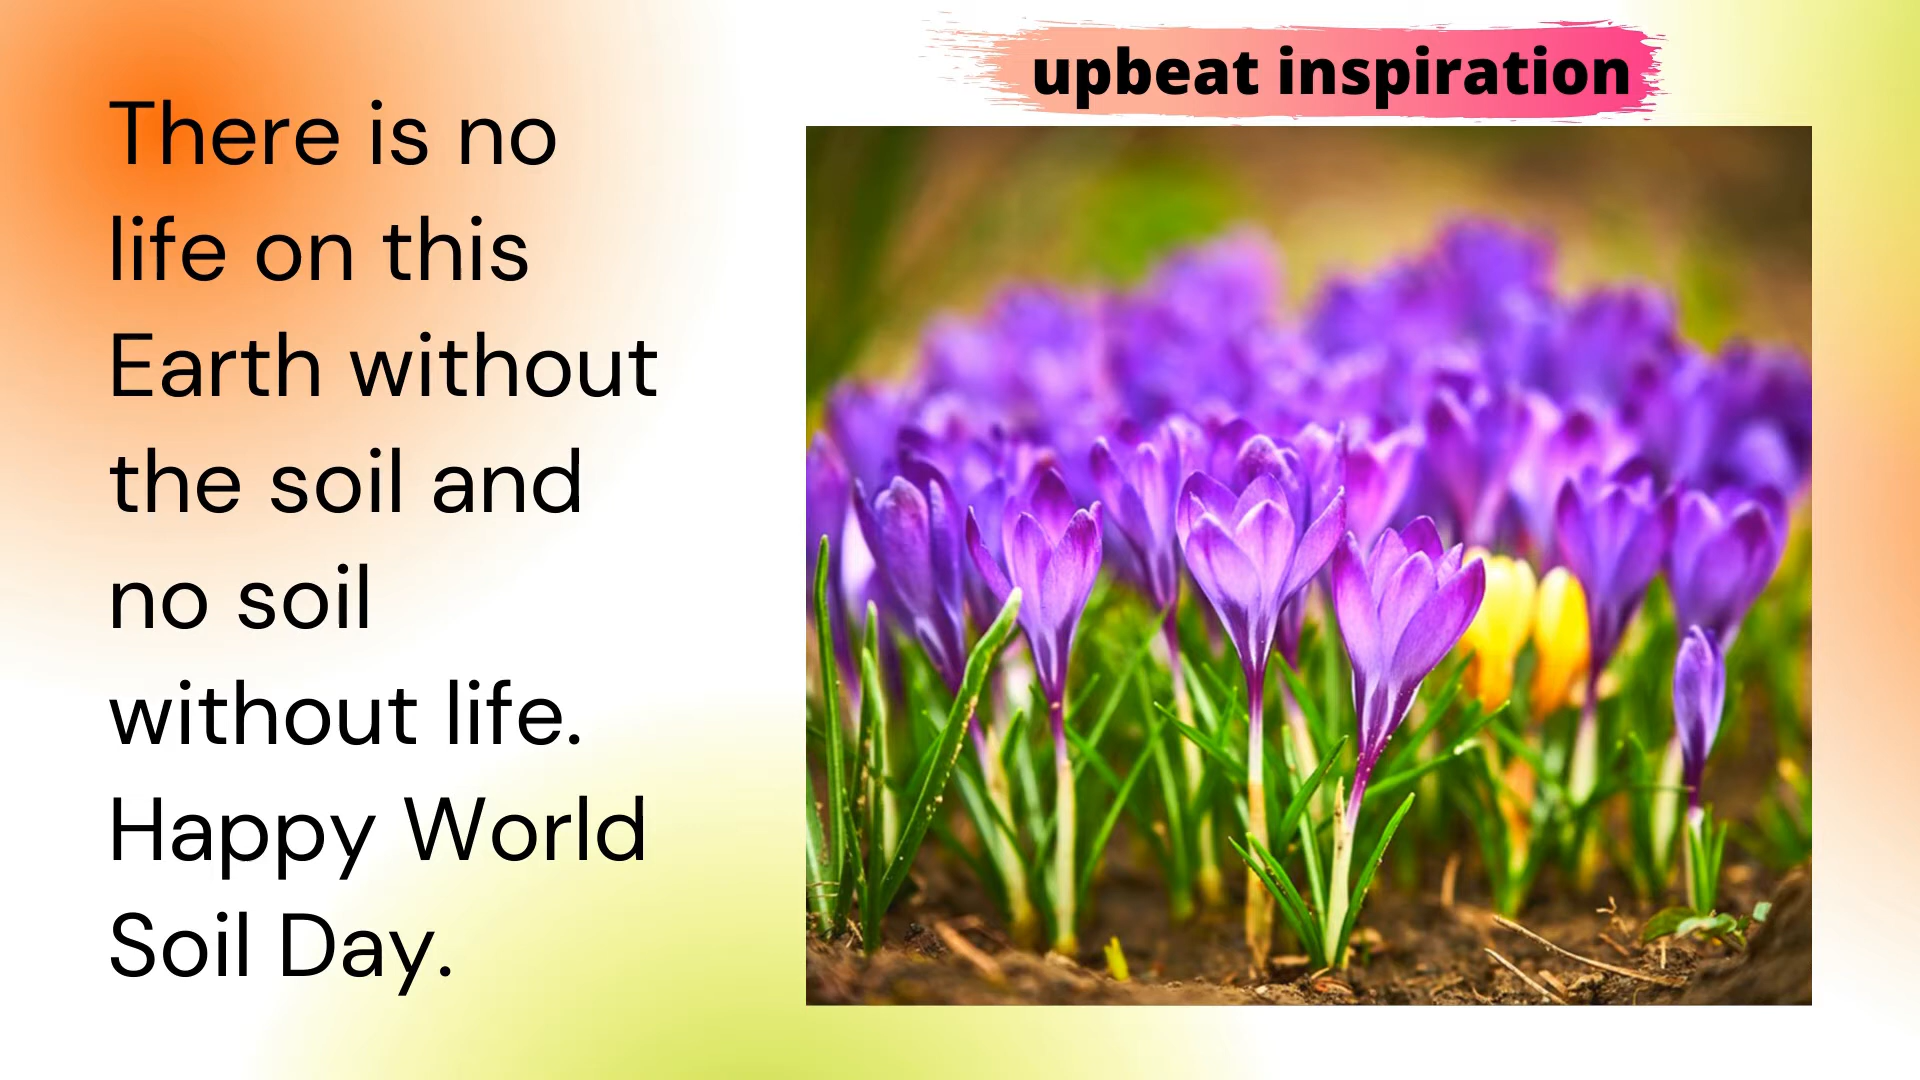 upbeat inspiration
There is no
life on this
Earth without
the soil and
no soil
without life.
Happy World
Soil Day.